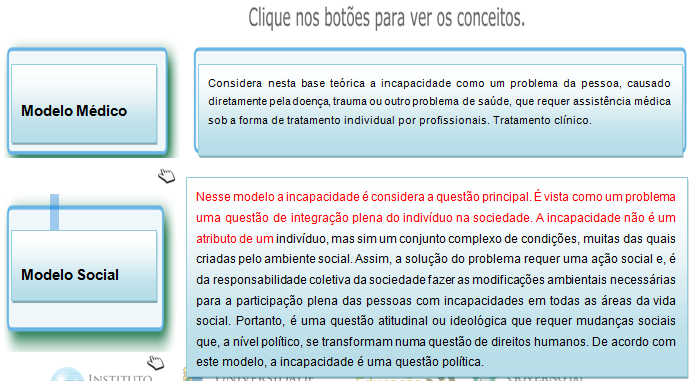 Clique nos botões para ver os conceitos.
Modelo Médico
Considera nesta base teórica a incapacidade como um problema da pessoa, causado
diretamente pela doença, trauma ou outro problema de saúde, que requer assistência médica
sob a forma de tratamento individual por profissionais. Tratamento clínico.
Modelo Social
Nesse modelo a incapacidade é considera a questão principal. É vista como um problema
uma questão de integração plena do indivíduo na sociedade. A incapacidade não é um
atributo de um indivíduo, mas sim um conjunto complexo de condições, muitas das quais
criadas pelo ambiente social. Assim, a solução do problema requer uma ação social e, é
da responsabilidade coletiva da sociedade fazer as modificações ambientais necessárias
para a participação plena das pessoas com incapacidades em todas as áreas da vida
social. Portanto, é uma questão atitudinal ou ideológica que requer mudanças sociais
que, a nível político, se transformam numa questão de direitos humanos. De acordo com
este modelo, a incapacidade é uma questão política.
INSTITUTO